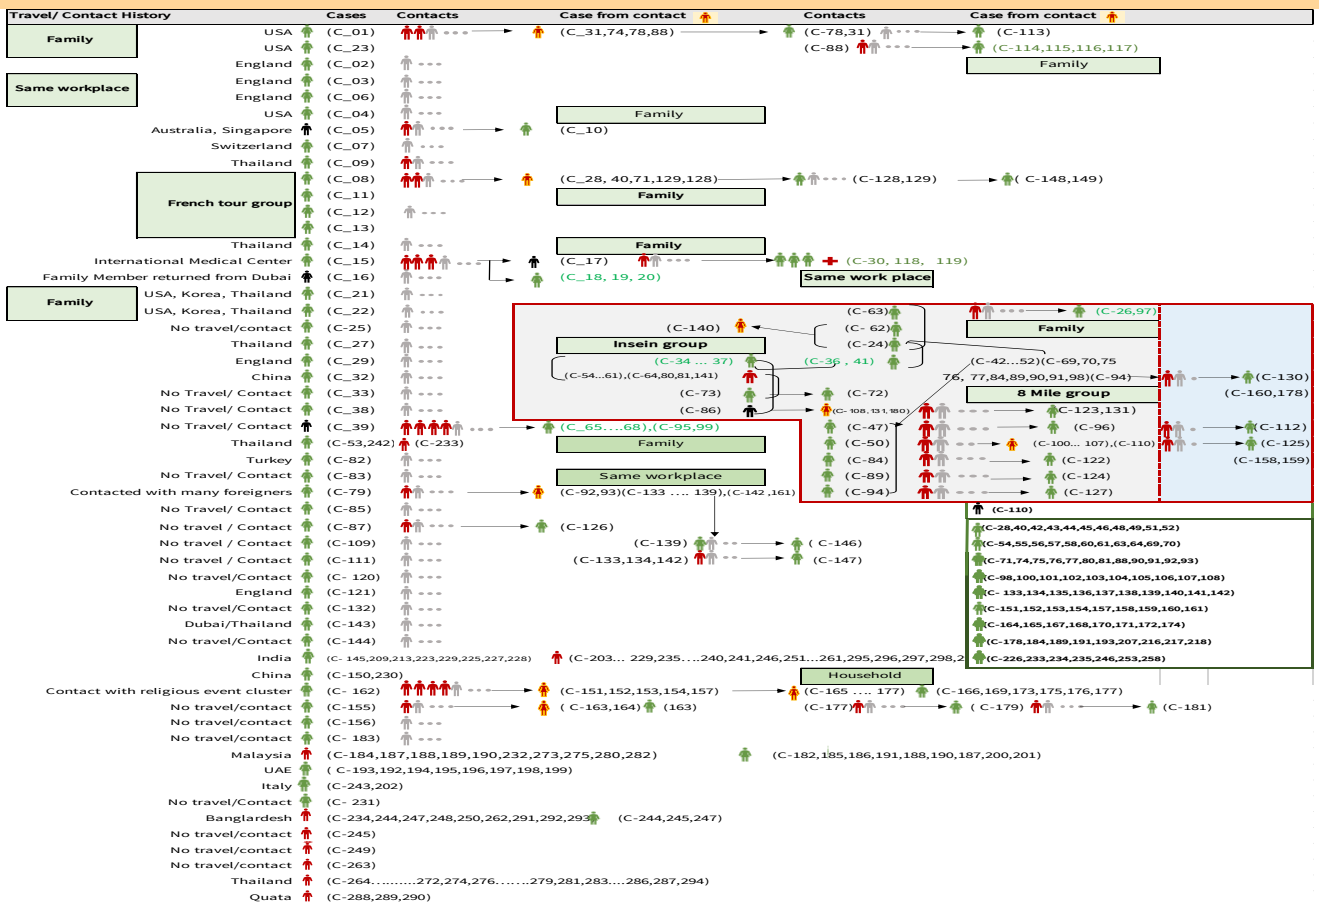 Travel/ Contact History Cases Contacts Case from contact Contacts Case from contact
Family
USA (C_01) (C_31,74,78,88) (C-78,31) (C-113)
USA (C_23) (C-88) (C-114,115,116,117)
England (C_02) Family
Same workplace
England (C_03)
England (C_06)
USA (C_04) Family
Australia, Singapore (C_05) (C_10)
Switzerland (C_07)
Thailand (C_09)
French tour group
(C_08) (C_28, 40,71,129,128) (C-128,129) ( C-148,149)
(C_11) Family
(C_12)
(C_13)
Thailand (C_14) Family
International Medical Center (C_15) (C_17) (C-30, 118, 119)
Family Member returned from Dubai (C_16) (C_18, 19, 20) Same work place
Family
USA, Korea, Thailand (C_21)
USA, Korea, Thailand (C_22) (C-63) (C-26,97)
No travel/contact (C-25) (C-140) (C- 62) Family
Thailand (C_27) Insein group (C-24)
England (C_29) (C-34 ... 37) (C-36 , 41) (C-42...52)(C-69,70,75
China (C_32) (C-54...61),(C-64,80,81,141) 76, 77,84,89,90,91,98)(C-94) (C-130)
No Travel/ Contact (C_33) (C-73) (C-72) 8 Mile group (C-160,178)
No Travel/ Contact (C_38) (C-86) (C- 108,131,180) C-123,131)
No Travel/ Contact (C_39) (C_65....68),(C-95,99) (C-47) (C-96) (C-112)
Thailand (C-53,242) (C-233) Family (C-50) (C-100... 107),(C-110) (C-125)
Turkey (C-82) (C-84) (C-122) (C-158,159)
No Travel/ Contact (C-83) Same workplace (C-89) (C-124)
Contacted with many foreigners (C-79) (C-92,93)(C-133 .... 139),(C-142 ,161) (C-94) (C-127)
No Travel/ Contact (C-85) (C-110)
No travel / Contact (C-87) (C-126) (C-28,40,42,43,44,45,46,48,49,51,52)
No travel / Contact (C-109) (C-139) ( C-146) (C-54,55,56,57,58,60,61,63,64,69,70)
No travel / Contact (C-111) (C-133,134,142) (C-147) (C-71,74,75,76,77,80,81,88,90,91,92,93)
No travel/Contact (C- 120) (C-98,100,101,102,103,104,105,106,107,108)
England (C-121) (C- 133,134,135,136,137,138,139,140,141,142)
No travel/Contact (C-132) (C-151,152,153,154,157,158,159,160,161)
Dubai/Thailand (C-143) (C-164,165,167,168,170,171,172,174)
No travel/Contact (C-144) (C-178,184,189,191,193,207,216,217,218)
India (C- 145,209,213,223,229,225,227,228) (C-203... 229,235....240,241,246,251...261,295,296,297,298,2 (C-226,233,234,235,246,253,258)
China (C-150,230) Household
Contact with religious event cluster (C- 162) (C-151,152,153,154,157) (C-165 .... 177) (C-166,169,173,175,176,177)
No travel/contact (C-155) ( C-163,164) (163) (C-177) ( C-179) (C-181)
No travel/contact (C-156)
No travel/contact (C- 183)
Malaysia (C-184,187,188,189,190,232,273,275,280,282) (C-182,185,186,191,188,190,187,200,201)
UAE ( C-193,192,194,195,196,197,198,199)
Italy (C-243,202)
No travel/Contact (C- 231)
Banglardesh (C-234,244,247,248,250,262,291,292,293 (C-244,245,247)
No travel/contact (C-245)
No travel/contact (C-249)
No travel/contact (C-263)
Thailand (C-264..........272,274,276.......279,281,283....286,287,294)
Quata (C-288,289,290)